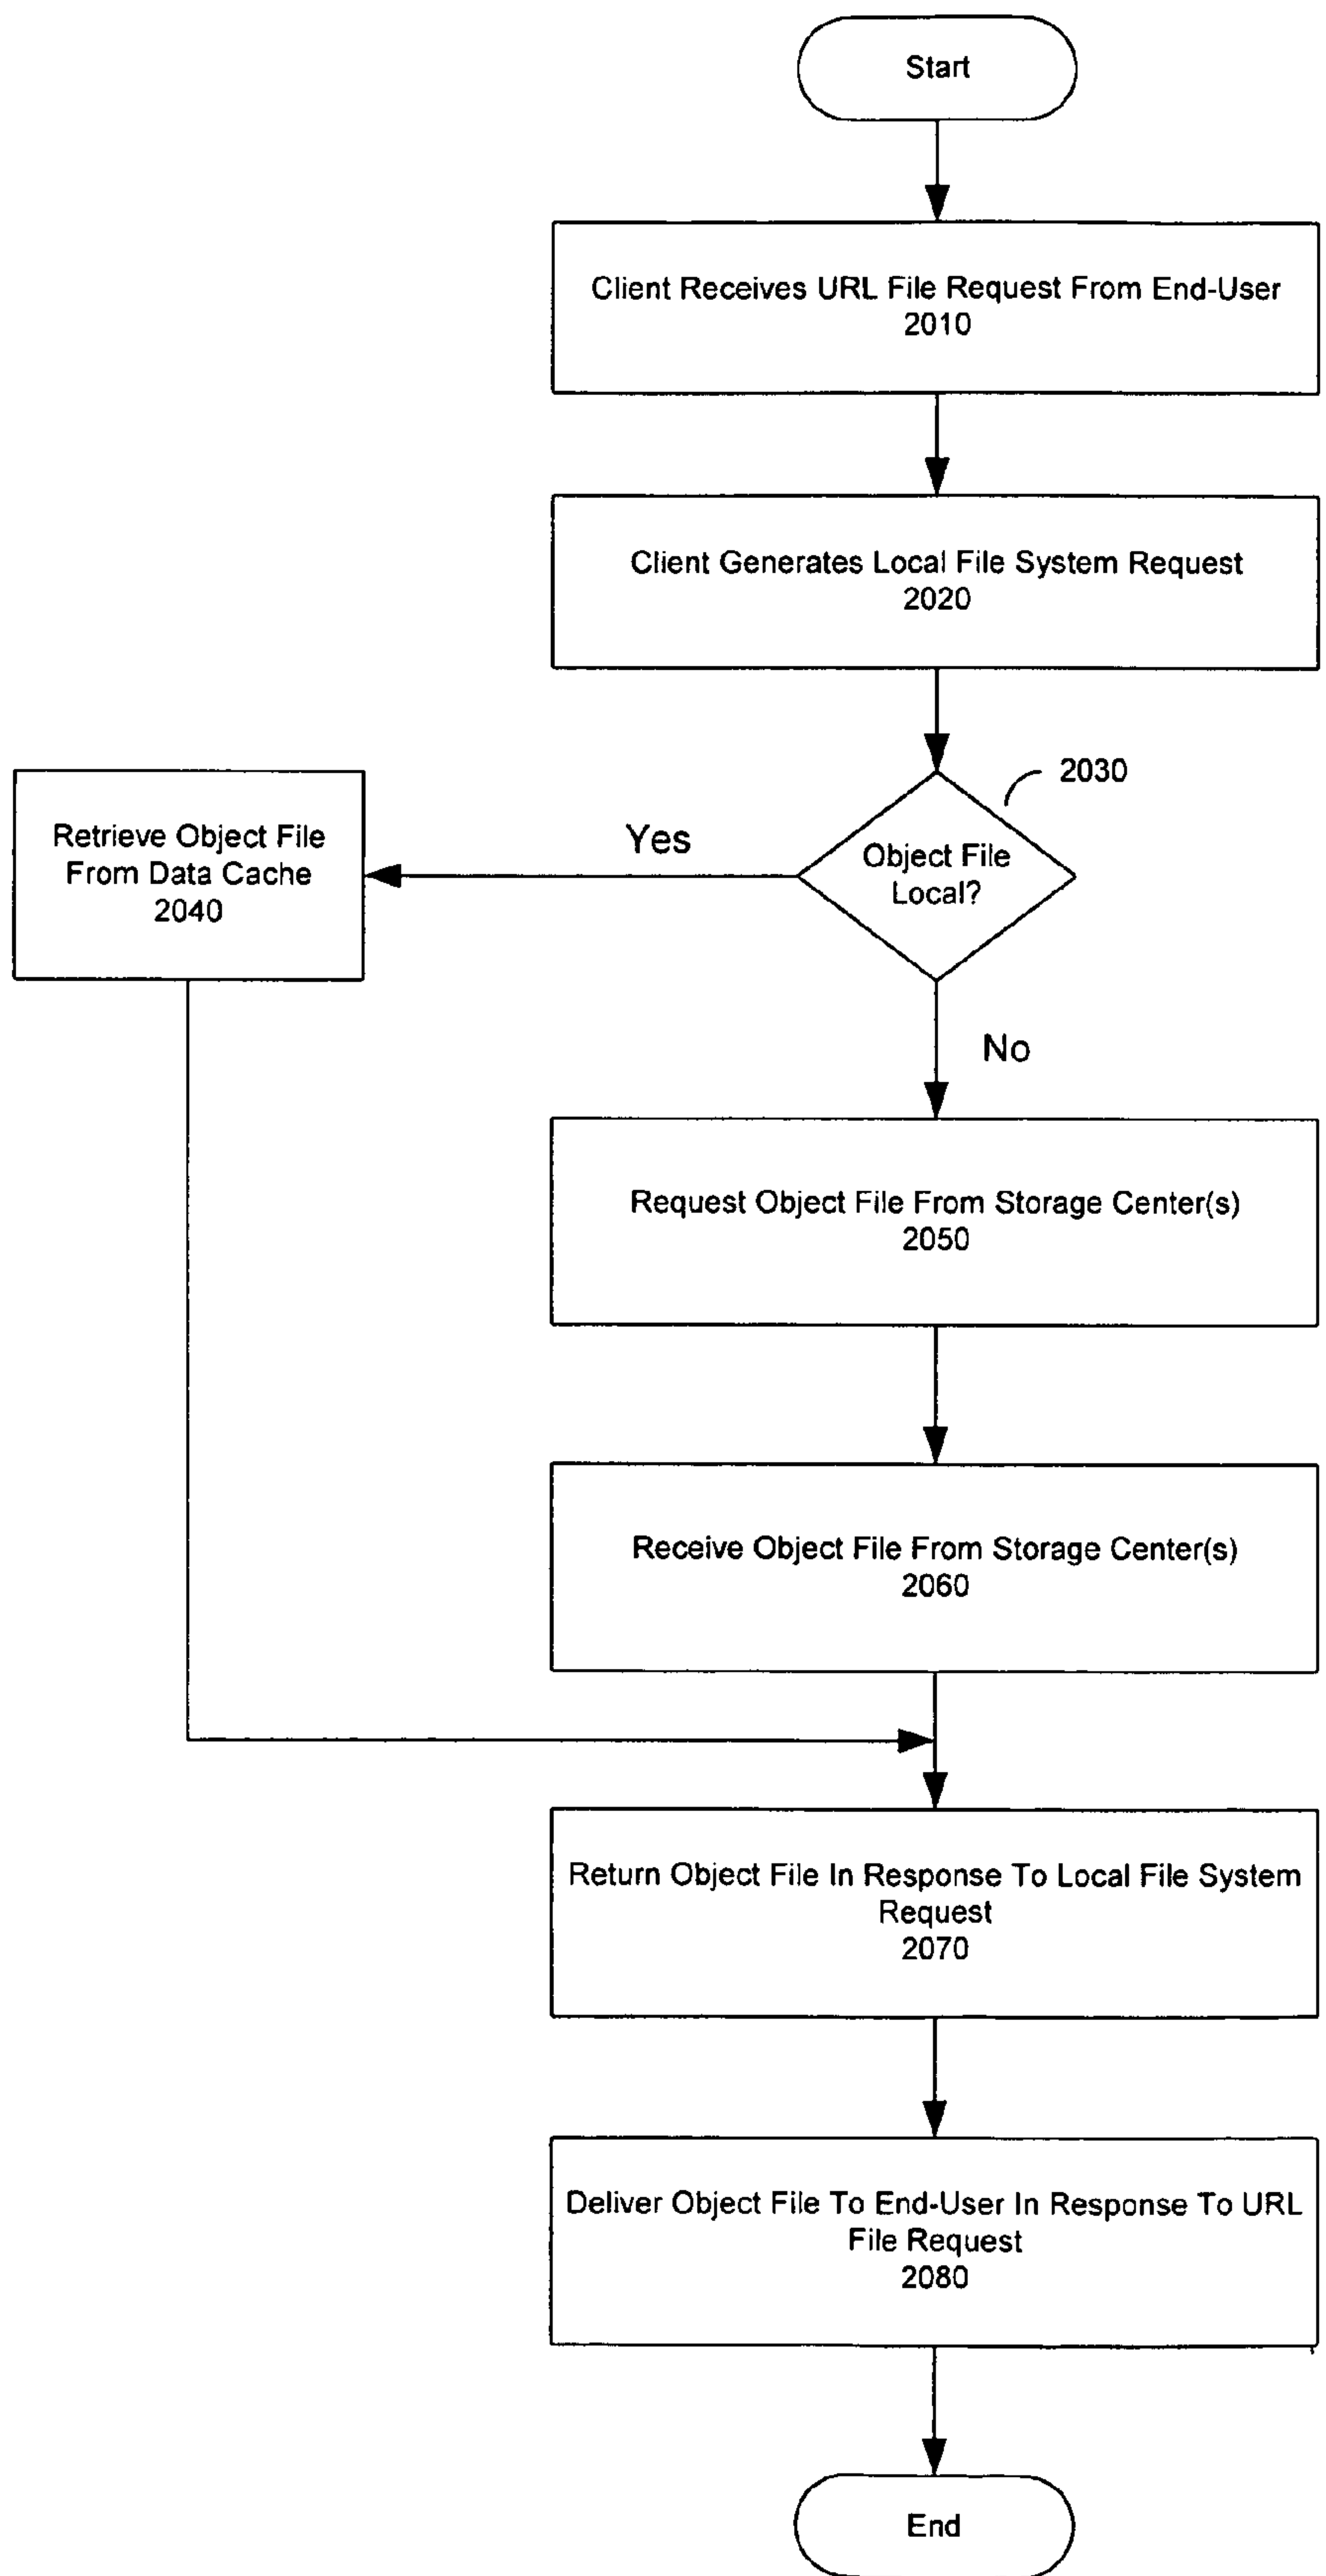 Start
Client Receives URL File Request From End-User
2010
Client Generates Local File System Request
2020
2030
Object File
Local?
Yes
Retrieve Object File
From Data Cache
2040
No
Request Object File From Storage Center(s)
2050
Receive Object File From Storage Center(s)
2060
Return Object File In Response To Local File System
Request
2070
Deliver Object File To End-User In Response To URL
File Request
2080
End